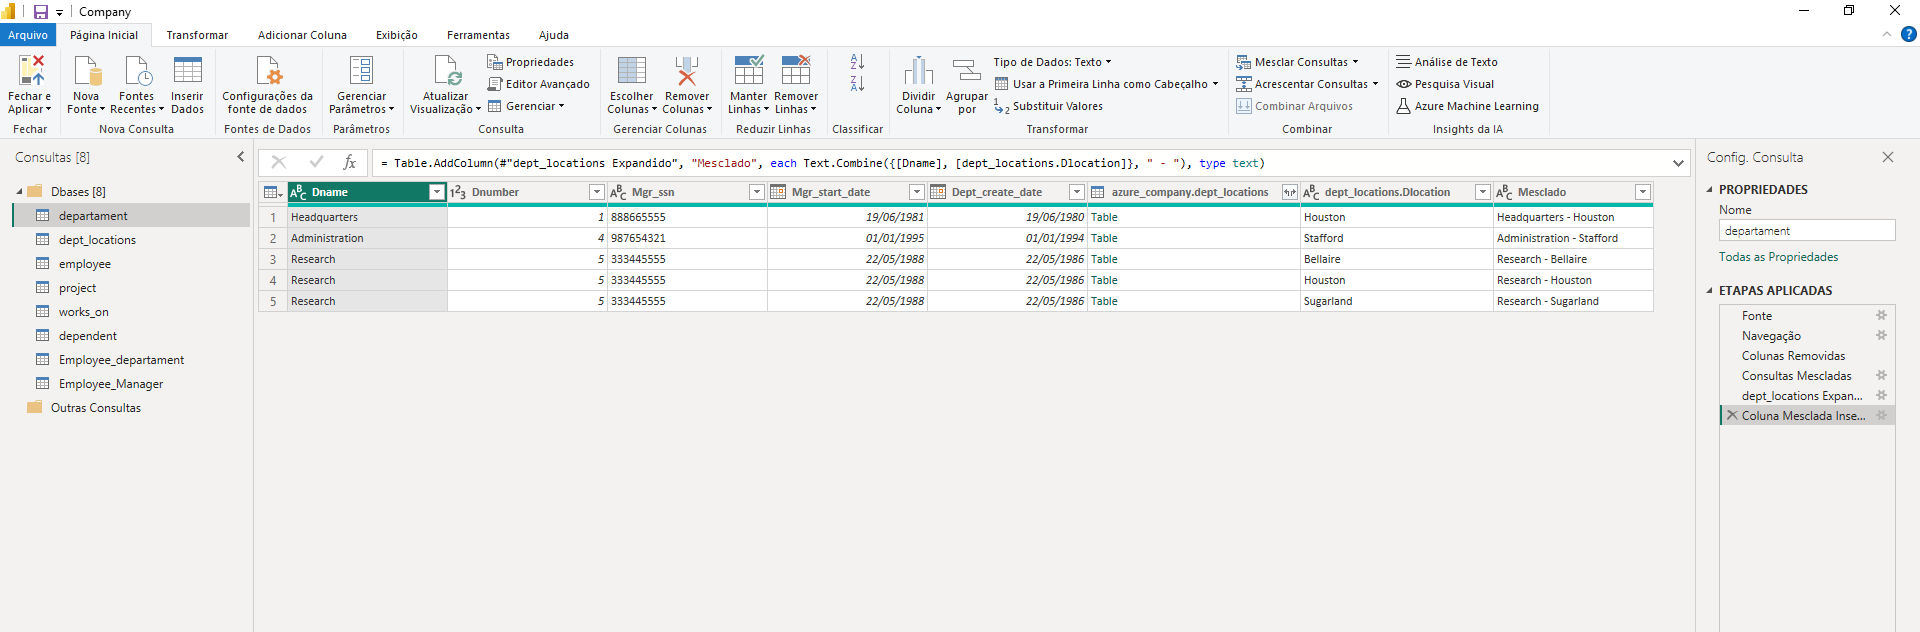 Company
Arquivo
Página Inicial
Transformar
Adicionar Coluna
Exibição
Ferramentas
Ajuda
Fechar e
Aplicar
Fechar
Nova
Fonte
Fontes
Recentes
Inserir
Dados
Nova Consulta
Configurações da
fonte de dados
Fontes de Dados
Gerenciar
Parâmetros
Parâmetros
Atualizar
Visualização
Propriedades
Editor Avançado
Gerenciar
Consulta
Escolher
Colunas
Remover
Colunas
Gerenciar Colunas
Manter
Linhas
Remover
Linhas
Reduzir Linhas
Classificar
Dividir
Coluna
Agrupar
por
Tipo de Dados: Texto
Usar a Primeira Linha como Cabeçalho
Substituir Valores
Transformar
Mesclar Consultas
Acrescentar Consultas
Combinar Arquivos
Combinar
Análise de Texto
Pesquisa Visual
Azure Machine Learning
Insights da IA
Consultas [8]
Dbases [8]
departament
dept_locations
employee
project
works_on
dependent
Employee_departament
Employee_Manager
Outras Consultas
= Table.AddColumn(#"dept_locations Expandido", "Mesclado", each Text.Combine({[Dname], [dept_locations.Dlocation]}, " - "), type text)
Dname Dnumber Mgr_ssn Mgr_start_date Dept_create_date azure_company.dept_locations dept_locations.Dlocation Mesclado
1 Headquarters 1 888665555 19/06/1981 19/06/1980 Table Houston Headquarters - Houston
2 Administration 4 987654321 01/01/1995 01/01/1994 Table Stafford Administration - Stafford
3 Research 5 333445555 22/05/1988 22/05/1986 Table Bellaire Research - Bellaire
4 Research 5 333445555 22/05/1988 22/05/1986 Table Houston Research - Houston
5 Research 5 333445555 22/05/1988 22/05/1986 Table Sugarland Research - Sugarland
Config. Consulta
PROPRIEDADES
Nome
departament
Todas as Propriedades
ETAPAS APLICADAS
Fonte
Navegação
Colunas Removidas
Consultas Mescladas
dept_locations Expan...
Coluna Mesclada Inse...